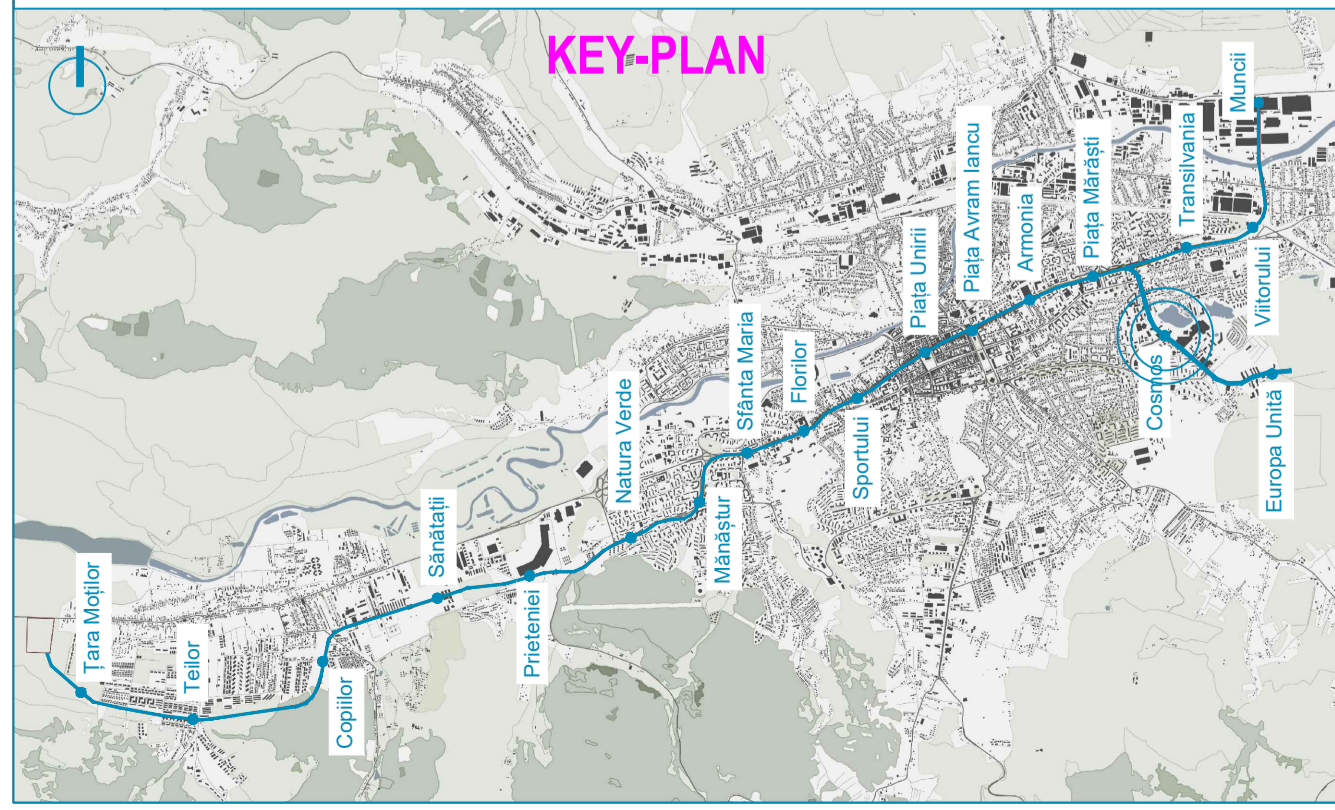 KEY-PLAN
Țara Moților
Teilor
Copiilor
Sănătății
Prieteniei
Natura Verde
Mănăștur
Sfânta Maria
Florilor
Sportului
Piața Unirii
Piața Avram Iancu
Armonia
Piața Mărăști
Transilvania
Viitorului
Muncii
Cosmos
Europa Unită